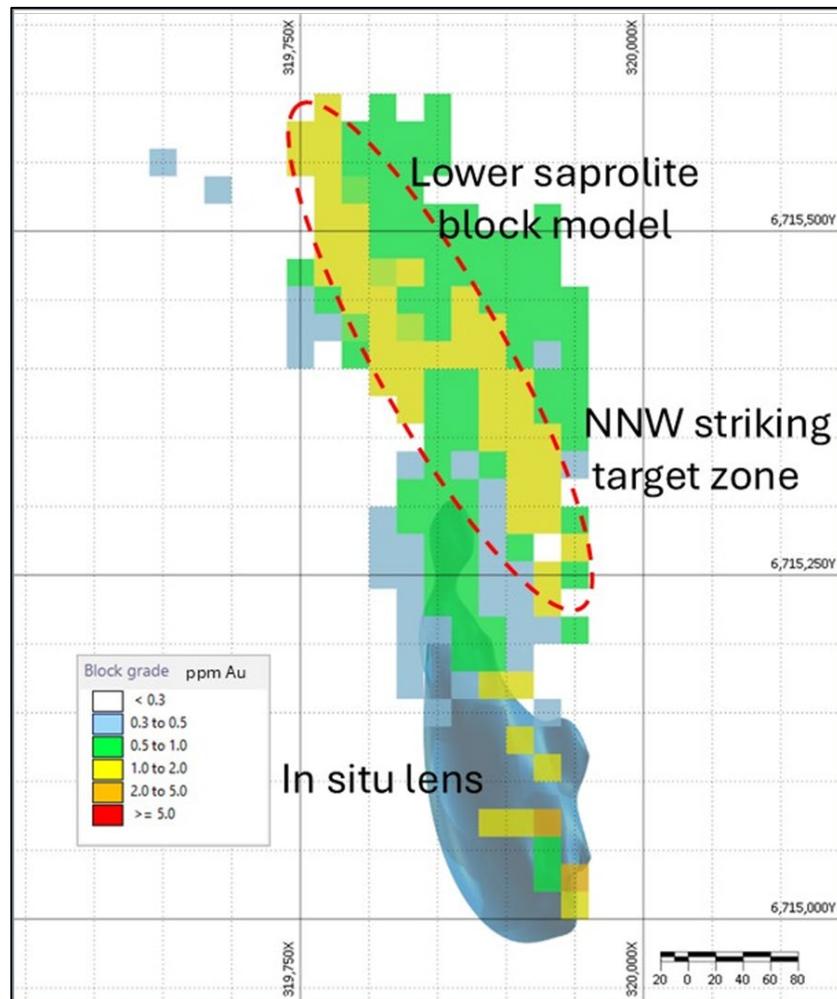 319,750X
320,000X
Lower saprolite
block model
6,715,500Y
NNW striking
target zone
6,715,250Y
Block grade ppm Au
< 0.3
0.3 to 0.5
0.5 to 1.0
1.0 to 2.0
2.0 to 5.0
>= 5.0
In situ lens
6,715,000Y
319,750X
320,000X
20 0 20 40 60 80